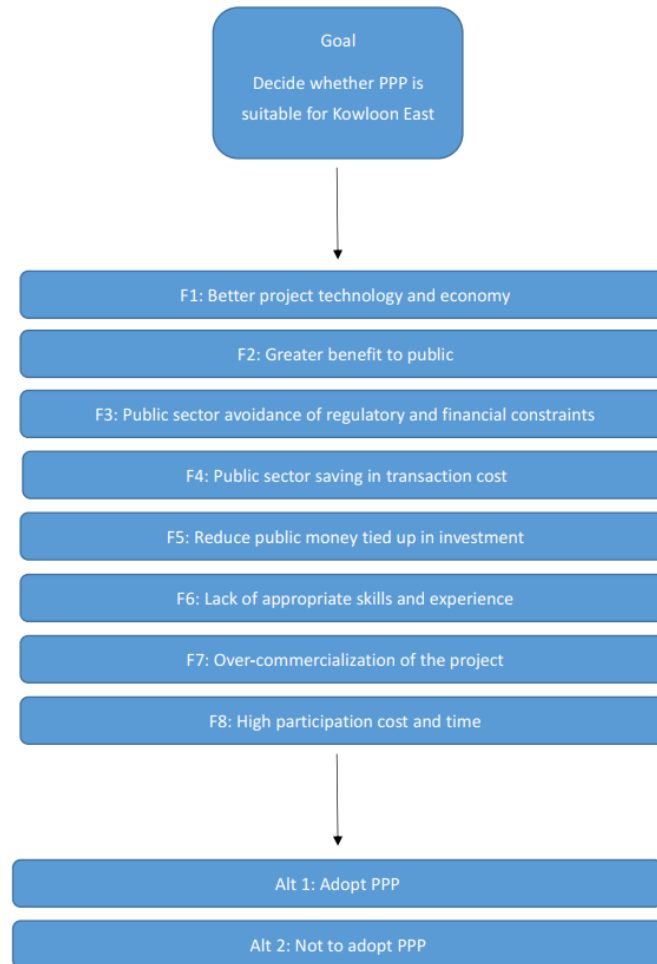 Goal
Decide whether PPP is
suitable for Kowloon East
F1: Better project technology and economy
F2: Greater benefit to public
F3: Public sector avoidance of regulatory and financial constraints
F4: Public sector saving in transaction cost
F5: Reduce public money tied up in investment
F6: Lack of appropriate skills and experience
F7: Over-commercialization of the project
F8: High participation cost and time
Alt 1: Adopt PPP
Alt 2: Not to adopt PPP